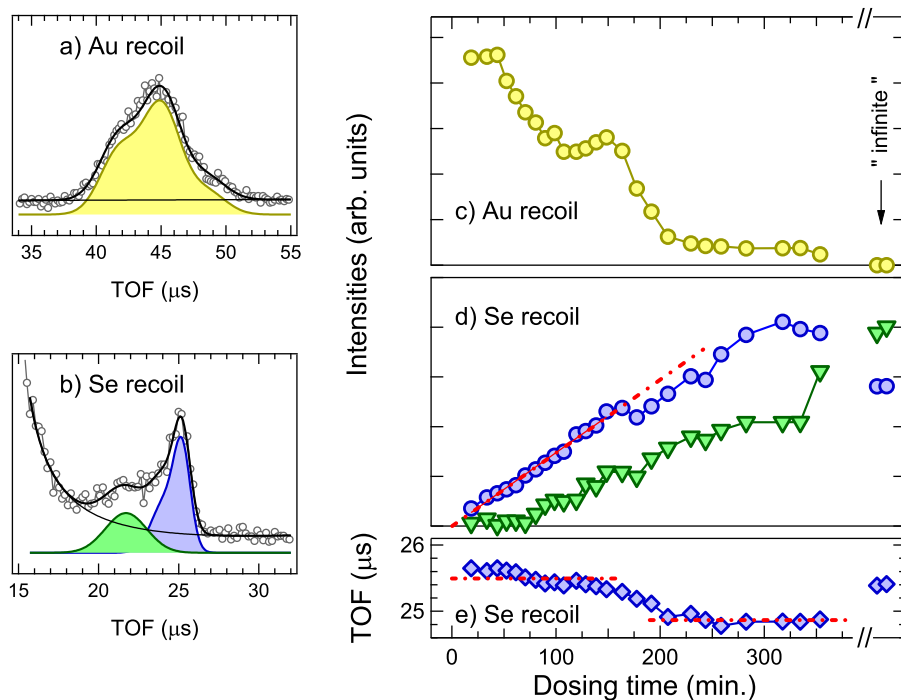 a) Au recoil
35 40 45 50 55
TOF (μs)
b) Se recoil
20 25 30
TOF (μs)
Intensities (arb. units)
//
" infinite "
c) Au recoil
d) Se recoil
TOF (μs)
26
25
e) Se recoil
0 100 200 300
//
Dosing time (min.)